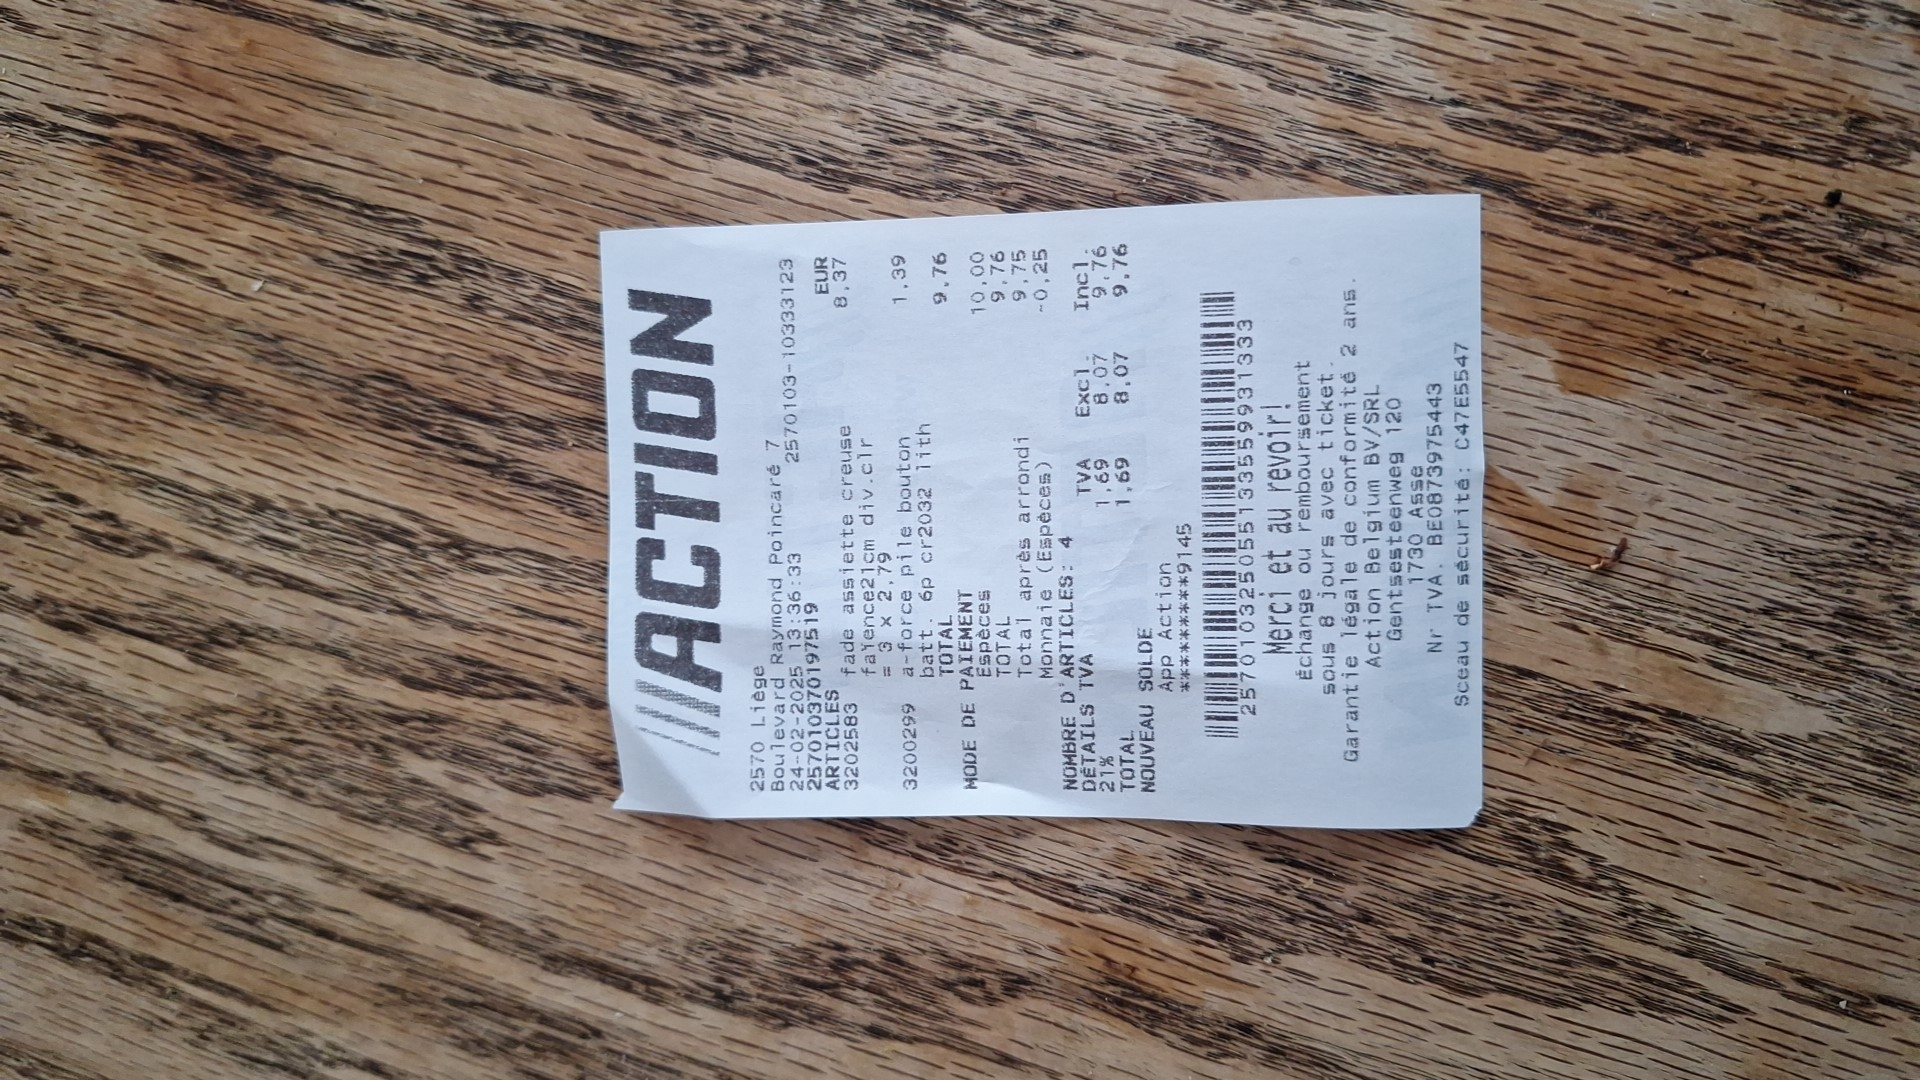 ACTION
2570 Liège
Boulevard Raymond Poincaré 7
24-02-2025 13:36:33 2570103-10333123
2570103701197519
ARTICLES EUR
3202583 fade assiette creuse 8,37
faïence21cm div.clr
= 3 x 2,79
3200299 a-force pile bouton 1,39
batt. 6p cr2032 lith
TOTAL 9,76
MODE DE PAIEMENT
Espèces 10,00
TOTAL 9,76
Total après arrondi 9,75
Monnaie (Espèces) -0,25
NOMBRE D'ARTICLES: 4
DÉTAILS TVA TVA Excl. Incl.
21% 1,69 8,07 9,76
TOTAL 1,69 8,07 9,76
NOUVEAU SOLDE
App Action
*********9145
Merci et au revoir!
Échange ou remboursement
sous 8 jours avec ticket.
Garantie légale de conformité 2 ans.
Action Belgium BV/SRL
Gentsesteenweg 120
1730 Asse
Nr TVA. BE0873975443
Sceau de sécurité: C47E5547